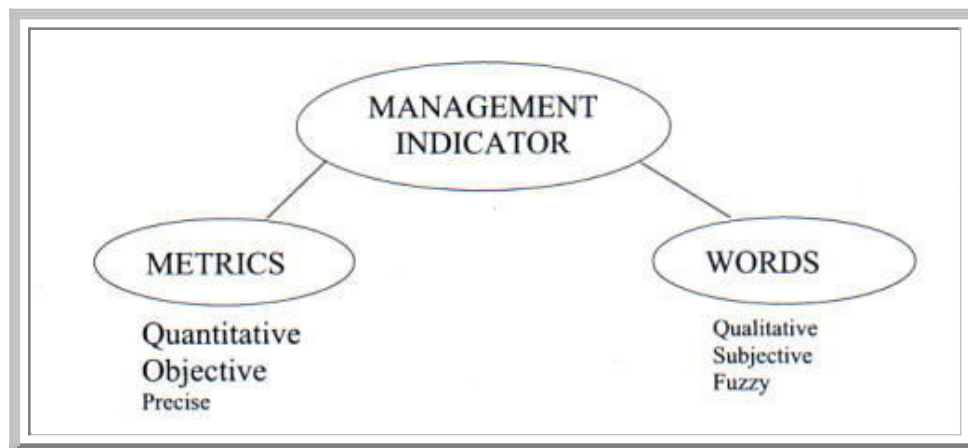 MANAGEMENT
INDICATOR
METRICS
Quantitative
Objective
Precise
WORDS
Qualitative
Subjective
Fuzzy